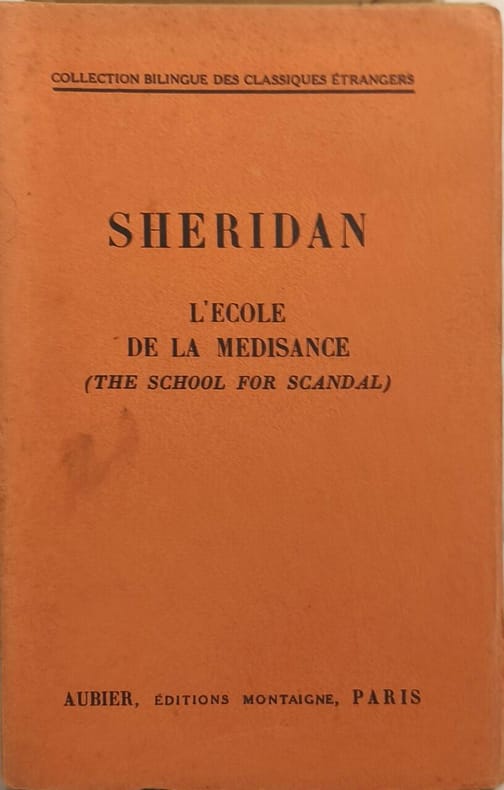 COLLECTION BILINGUE DES CLASSIQUES ÉTRANGERS
SHERIDAN
L'ECOLE
DE LA MEDISANCE
(THE SCHOOL FOR SCANDAL)
AUBIER, ÉDITIONS MONTAIGNE, PARIS